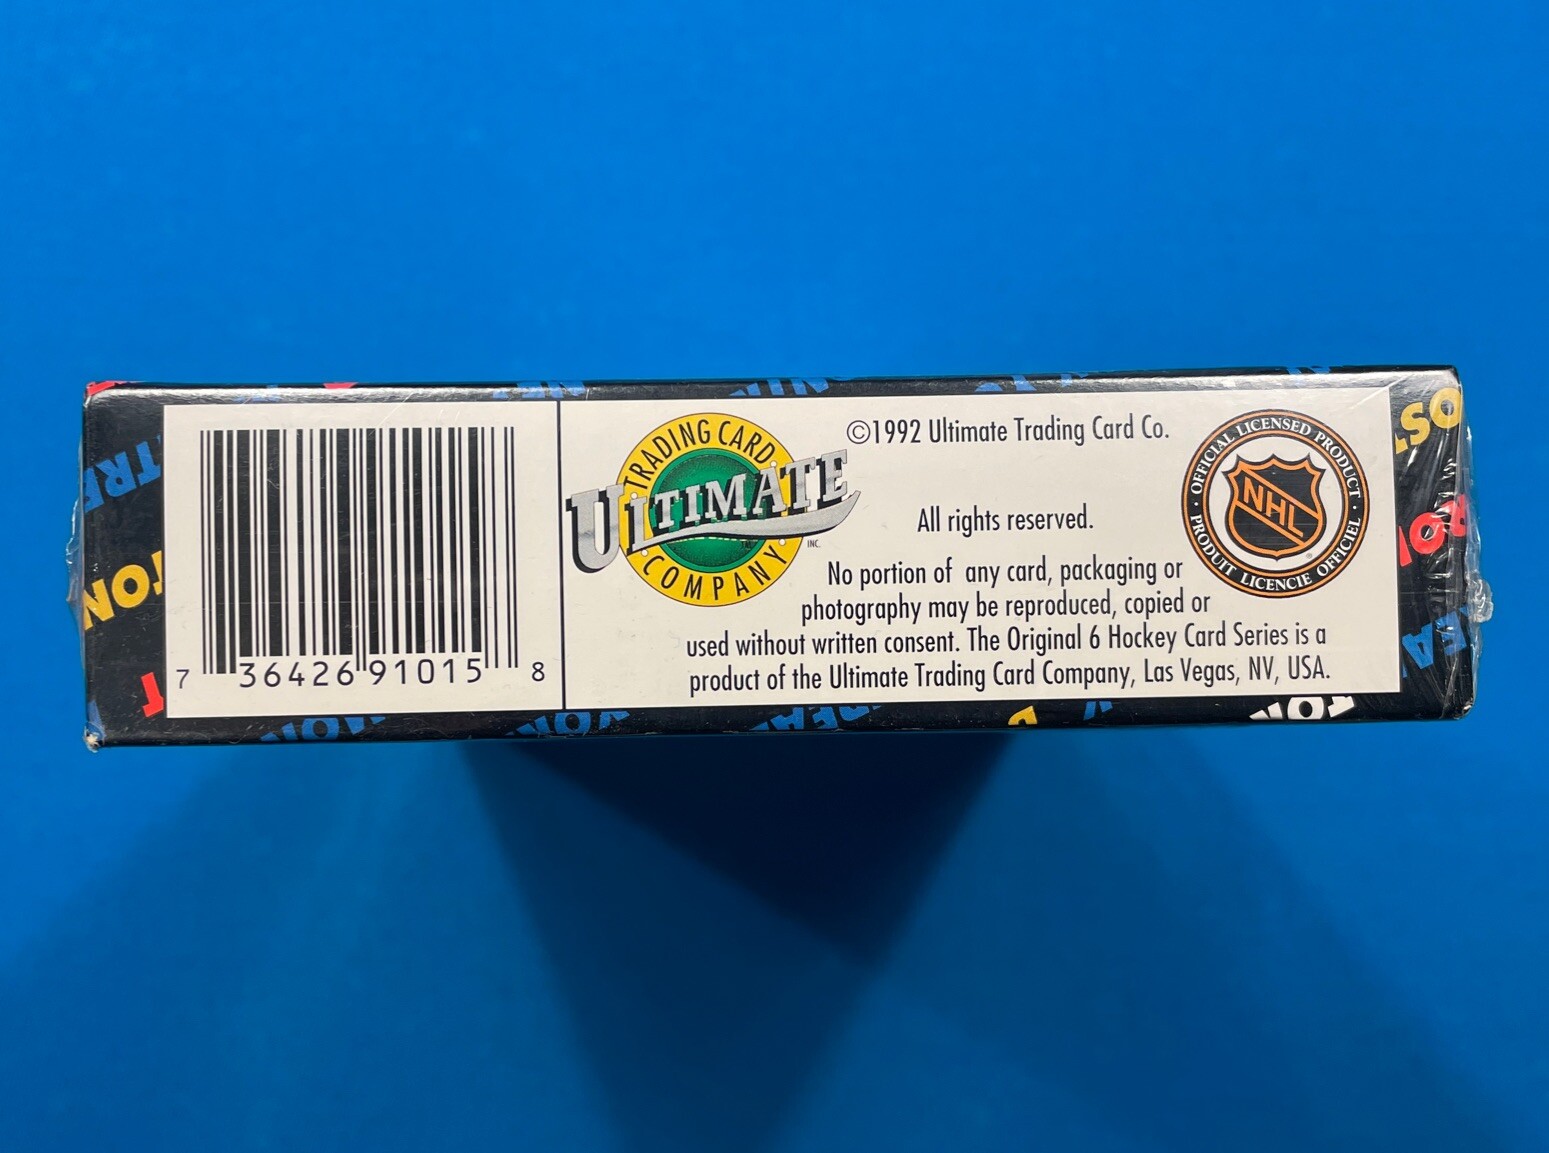 7 36426 91015 8
TRADING CARD
ULTIMATE
COMPANY
INC.
©1992 Ultimate Trading Card Co.
All rights reserved.
No portion of any card, packaging or
photography may be reproduced, copied or
used without written consent. The Original 6 Hockey Card Series is a
product of the Ultimate Trading Card Company, Las Vegas, NV, USA.
· OFFICIAL LICENSED PRODUCT ·
NHL
PRODUIT LICENCIE OFFICIEL